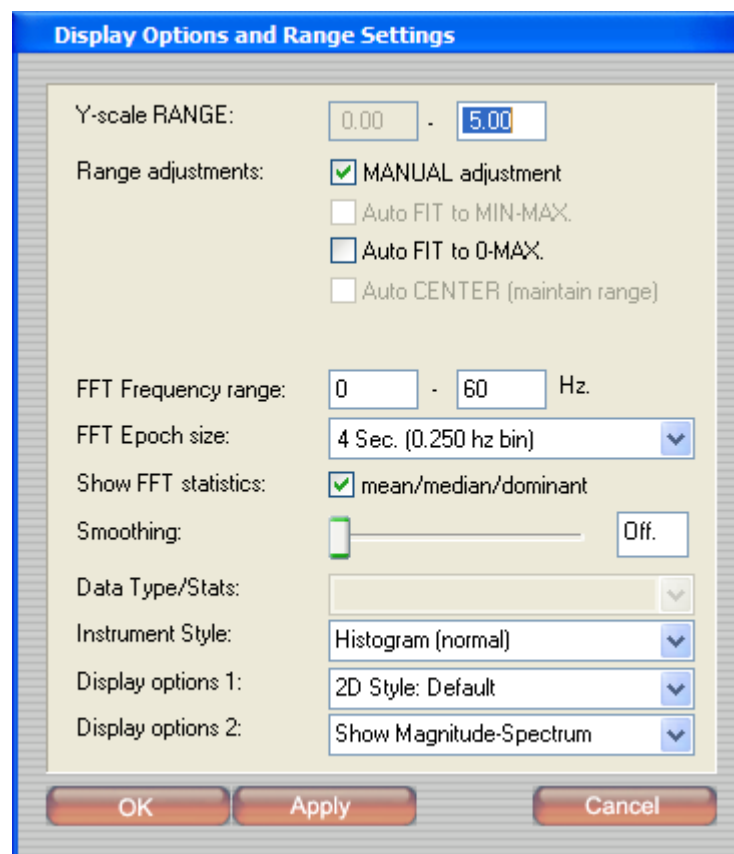 Display Options and Range Settings
Y-scale RANGE: 0.00 - 5.00
Range adjustments: MANUAL adjustment
Auto FIT to MIN-MAX.
Auto FIT to 0-MAX.
Auto CENTER (maintain range)
FFT Frequency range: 0 - 60 Hz.
FFT Epoch size: 4 Sec. (0.250 hz bin)
Show FFT statistics: mean/median/dominant
Smoothing: Off.
Data Type/Stats:
Instrument Style: Histogram (normal)
Display options 1: 2D Style: Default
Display options 2: Show Magnitude-Spectrum
OK Apply Cancel